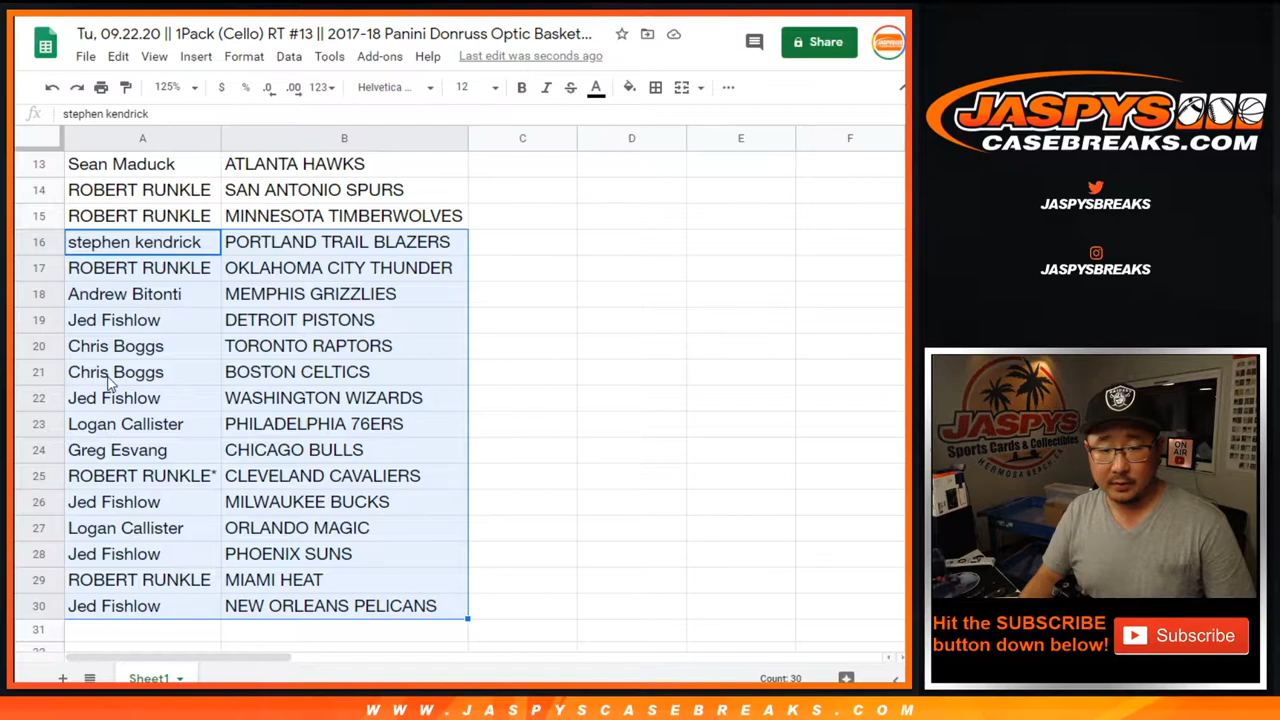 Tu, 09.22.20 || 1Pack (Cello) RT #13 || 2017-18 Panini Donruss Optic Basket...
File Edit View Insert Format Data Tools Add-ons Help Last edit was seconds ago
Share
125% $ % .0 .00 123 Helvetica ... 12 B I S A
fx stephen kendrick
A B C D E F
13 Sean Maduck ATLANTA HAWKS
14 ROBERT RUNKLE SAN ANTONIO SPURS
15 ROBERT RUNKLE MINNESOTA TIMBERWOLVES
16 stephen kendrick PORTLAND TRAIL BLAZERS
17 ROBERT RUNKLE OKLAHOMA CITY THUNDER
18 Andrew Bitonti MEMPHIS GRIZZLIES
19 Jed Fishlow DETROIT PISTONS
20 Chris Boggs TORONTO RAPTORS
21 Chris Boggs BOSTON CELTICS
22 Jed Fishlow WASHINGTON WIZARDS
23 Logan Callister PHILADELPHIA 76ERS
24 Greg Esvang CHICAGO BULLS
25 ROBERT RUNKLE* CLEVELAND CAVALIERS
26 Jed Fishlow MILWAUKEE BUCKS
27 Logan Callister ORLANDO MAGIC
28 Jed Fishlow PHOENIX SUNS
29 ROBERT RUNKLE MIAMI HEAT
30 Jed Fishlow NEW ORLEANS PELICANS
31
Sheet1
Count: 30
JASPYS
CASEBREAKS.COM
JASPYSBREAKS
JASPYSBREAKS
JASPYS
Sports Cards & Collectibles
HERMOSA BEACH, CA
ON AIR
RAIDERS
Hit the SUBSCRIBE
button down below!
Subscribe
WWW.JASPYSCASEBREAKS.COM